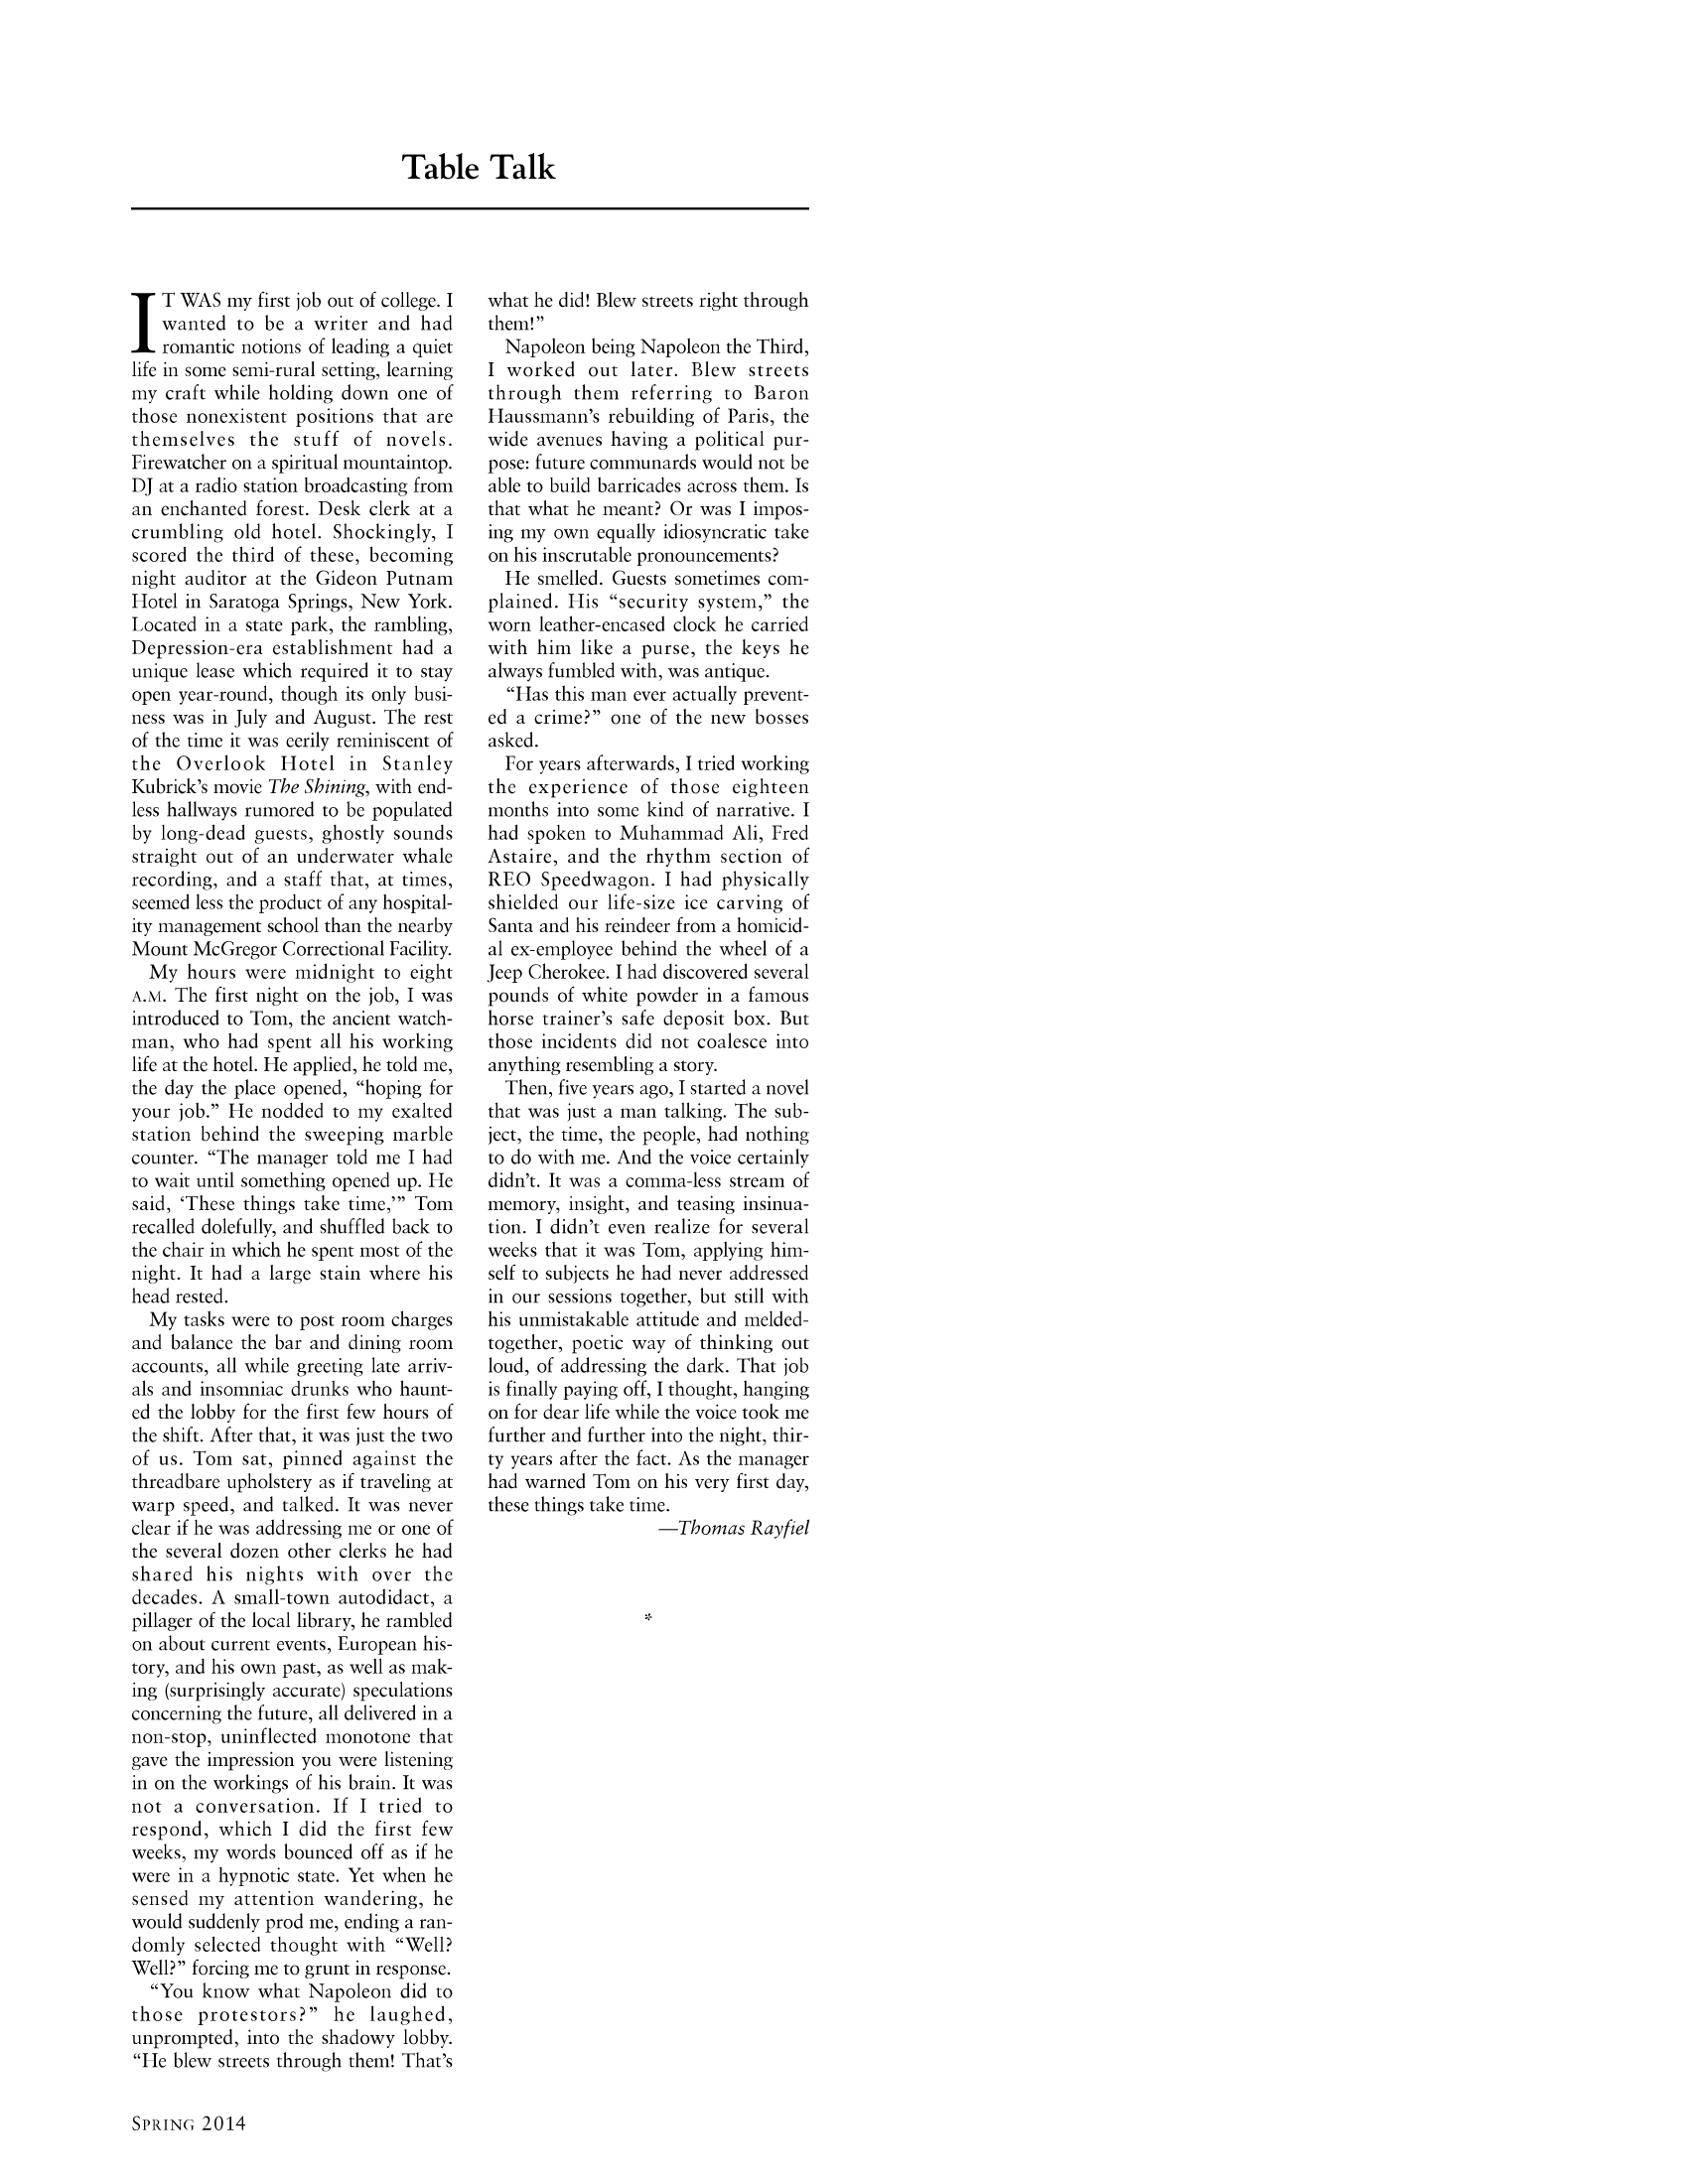 Table Talk
IT WAS my first job out of college. I
wanted to be a writer and had
romantic notions of leading a quiet
life in some semi-rural setting, learning
my craft while holding down one of
those nonexistent positions that are
themselves the stuff of novels.
Firewatcher on a spiritual mountaintop.
DJ at a radio station broadcasting from
an enchanted forest. Desk clerk at a
crumbling old hotel. Shockingly, I
scored the third of these, becoming
night auditor at the Gideon Putnam
Hotel in Saratoga Springs, New York.
Located in a state park, the rambling,
Depression-era establishment had a
unique lease which required it to stay
open year-round, though its only busi-
ness was in July and August. The rest
of the time it was eerily reminiscent of
the Overlook Hotel in Stanley
Kubrick's movie The Shining, with end-
less hallways rumored to be populated
by long-dead guests, ghostly sounds
straight out of an underwater whale
recording, and a staff that, at times,
seemed less the product of any hospital-
ity management school than the nearby
Mount McGregor Correctional Facility.
My hours were midnight to eight
A.M. The first night on the job, I was
introduced to Tom, the ancient watch-
man, who had spent all his working
life at the hotel. He applied, he told me,
the day the place opened, “hoping for
your job.” He nodded to my exalted
station behind the sweeping marble
counter. “The manager told me I had
to wait until something opened up. He
said, ‘These things take time,’” Tom
recalled dolefully, and shuffled back to
the chair in which he spent most of the
night. It had a large stain where his
head rested.
My tasks were to post room charges
and balance the bar and dining room
accounts, all while greeting late arriv-
als and insomniac drunks who haunt-
ed the lobby for the first few hours of
the shift. After that, it was just the two
of us. Tom sat, pinned against the
threadbare upholstery as if traveling at
warp speed, and talked. It was never
clear if he was addressing me or one of
the several dozen other clerks he had
shared his nights with over the
decades. A small-town autodidact, a
pillager of the local library, he rambled
on about current events, European his-
tory, and his own past, as well as mak-
ing (surprisingly accurate) speculations
concerning the future, all delivered in a
non-stop, uninflected monotone that
gave the impression you were listening
in on the workings of his brain. It was
not a conversation. If I tried to
respond, which I did the first few
weeks, my words bounced off as if he
were in a hypnotic state. Yet when he
sensed my attention wandering, he
would suddenly prod me, ending a ran-
domly selected thought with “Well?
Well?” forcing me to grunt in response.
“You know what Napoleon did to
those protestors?” he laughed,
unprompted, into the shadowy lobby.
“He blew streets through them! That's
what he did! Blew streets right through
them!”
Napoleon being Napoleon the Third,
I worked out later. Blew streets
through them referring to Baron
Haussmann's rebuilding of Paris, the
wide avenues having a political pur-
pose: future communards would not be
able to build barricades across them. Is
that what he meant? Or was I impos-
ing my own equally idiosyncratic take
on his inscrutable pronouncements?
He smelled. Guests sometimes com-
plained. His “security system,” the
worn leather-encased clock he carried
with him like a purse, the keys he
always fumbled with, was antique.
“Has this man ever actually prevent-
ed a crime?” one of the new bosses
asked.
For years afterwards, I tried working
the experience of those eighteen
months into some kind of narrative. I
had spoken to Muhammad Ali, Fred
Astaire, and the rhythm section of
REO Speedwagon. I had physically
shielded our life-size ice carving of
Santa and his reindeer from a homicid-
al ex-employee behind the wheel of a
Jeep Cherokee. I had discovered several
pounds of white powder in a famous
horse trainer's safe deposit box. But
those incidents did not coalesce into
anything resembling a story.
Then, five years ago, I started a novel
that was just a man talking. The sub-
ject, the time, the people, had nothing
to do with me. And the voice certainly
didn't. It was a comma-less stream of
memory, insight, and teasing insinua-
tion. I didn't even realize for several
weeks that it was Tom, applying him-
self to subjects he had never addressed
in our sessions together, but still with
his unmistakable attitude and melded-
together, poetic way of thinking out
loud, of addressing the dark. That job
is finally paying off, I thought, hanging
on for dear life while the voice took me
further and further into the night, thir-
ty years after the fact. As the manager
had warned Tom on his very first day,
these things take time.
—Thomas Rayfiel
*
SPRING 2014